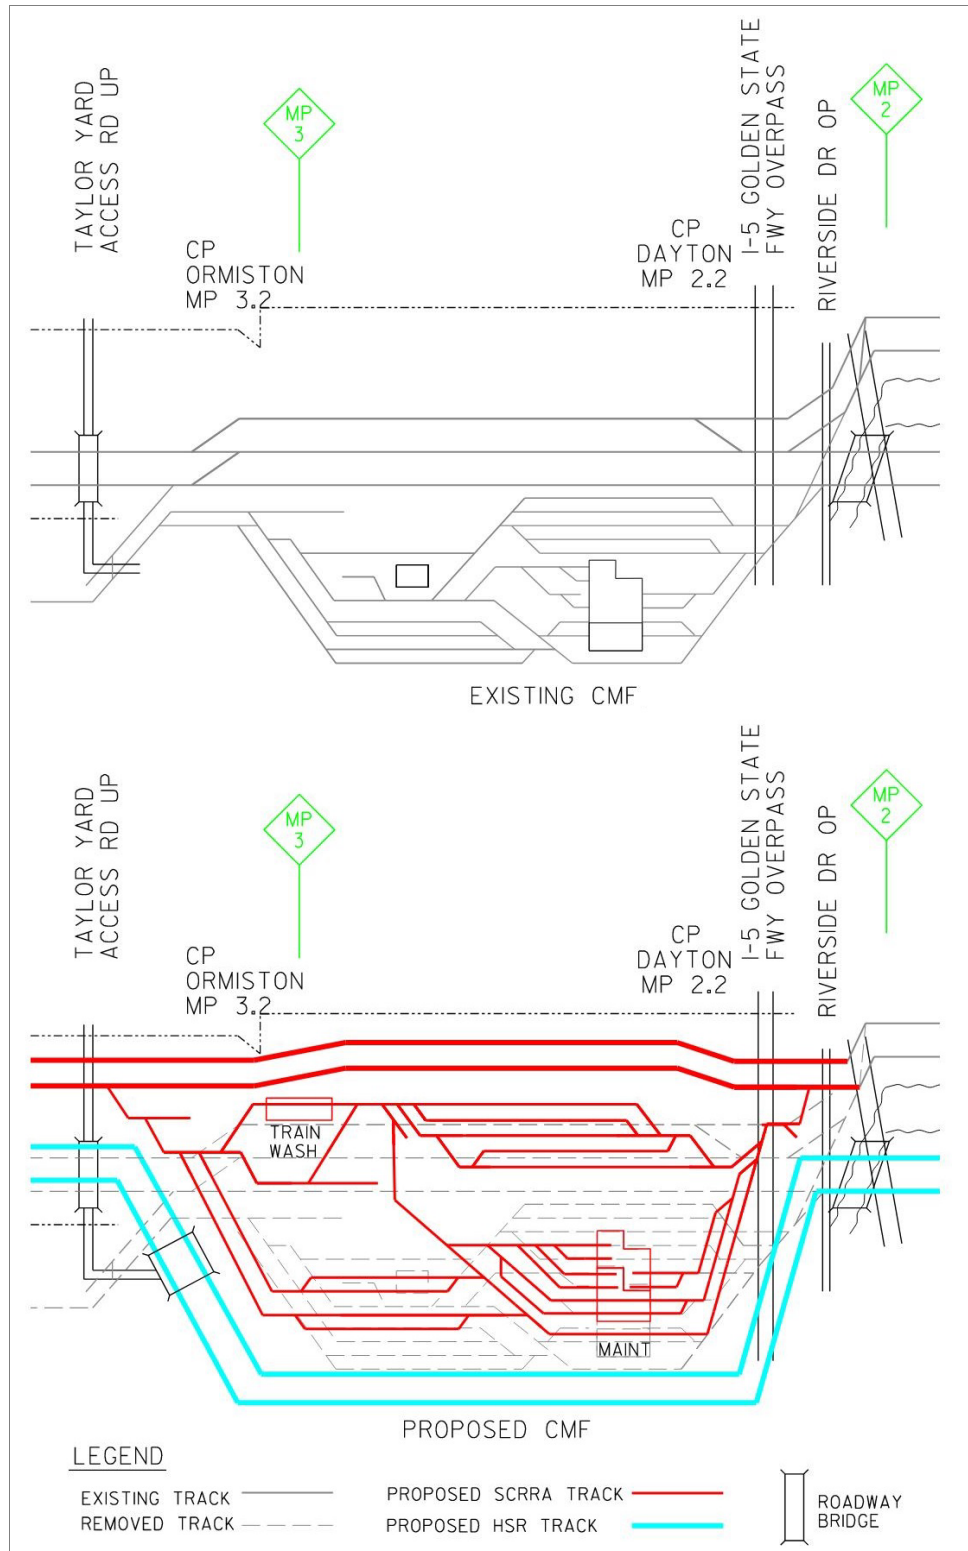 TAYLOR YARD
ACCESS RD UP
MP
3
CP
ORMISTON
MP 3.2
CP
DAYTON
MP 2.2
I-5 GOLDEN STATE
FWY OVERPASS
RIVERSIDE DR OP
MP
2
EXISTING CMF
TAYLOR YARD
ACCESS RD UP
MP
3
CP
ORMISTON
MP 3.2
CP
DAYTON
MP 2.2
I-5 GOLDEN STATE
FWY OVERPASS
RIVERSIDE DR OP
MP
2
TRAIN
WASH
MAINT
PROPOSED CMF
LEGEND
EXISTING TRACK
REMOVED TRACK
PROPOSED SCRRA TRACK
PROPOSED HSR TRACK
ROADWAY
BRIDGE